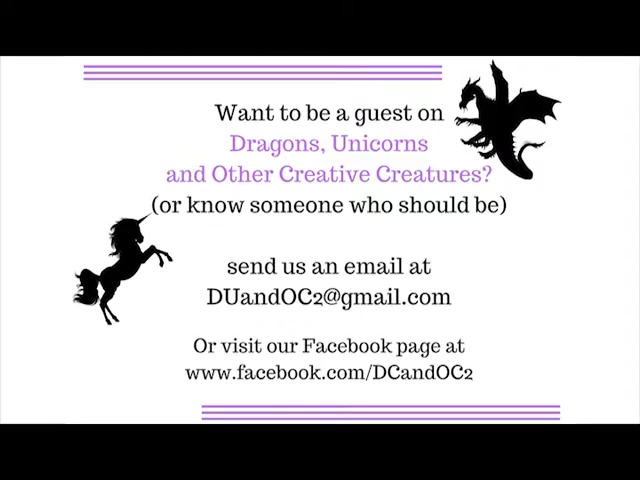 Want to be a guest on
Dragons, Unicorns
and Other Creative Creatures?
(or know someone who should be)
send us an email at
DUandOC2@gmail.com
Or visit our Facebook page at
www.facebook.com/DCandOC2